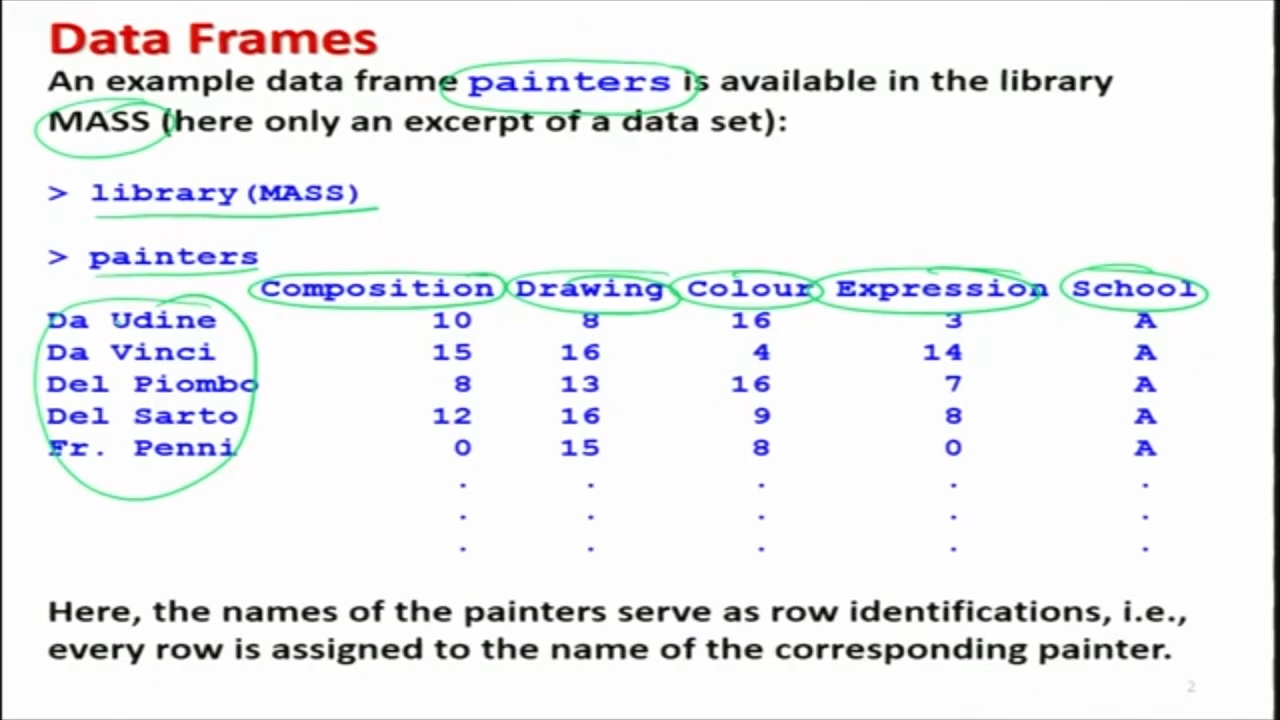 Data Frames
An example data frame painters is available in the library
MASS (here only an excerpt of a data set):
> library(MASS)
> painters
Composition Drawing Colour Expression School
Da Udine 10 8 16 3 A
Da Vinci 15 16 4 14 A
Del Piombo 8 13 16 7 A
Del Sarto 12 16 9 8 A
Fr. Penni 0 15 8 0 A
. . . . .
. . . . .
. . . . .
Here, the names of the painters serve as row identifications, i.e.,
every row is assigned to the name of the corresponding painter.
2